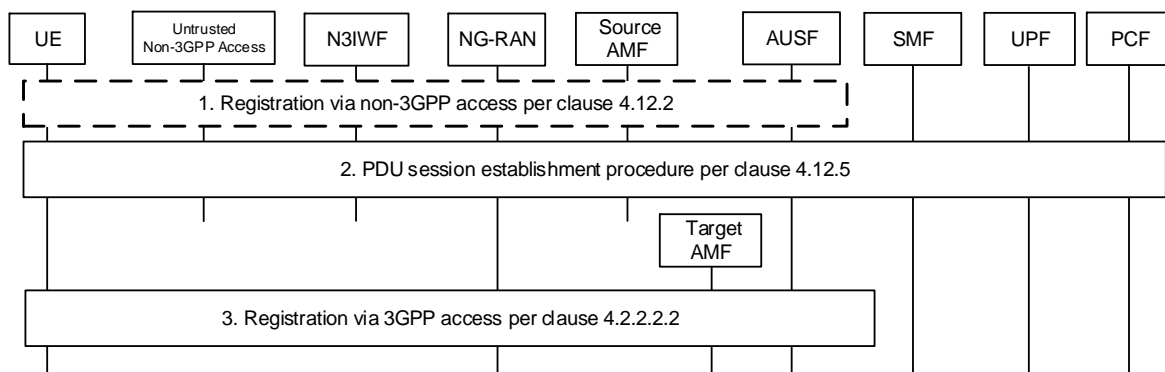 UE
Untrusted
Non-3GPP Access
N3IWF
NG-RAN
Source
AMF
AUSF
SMF
UPF
PCF
1. Registration via non-3GPP access per clause 4.12.2
2. PDU session establishment procedure per clause 4.12.5
Target
AMF
3. Registration via 3GPP access per clause 4.2.2.2.2